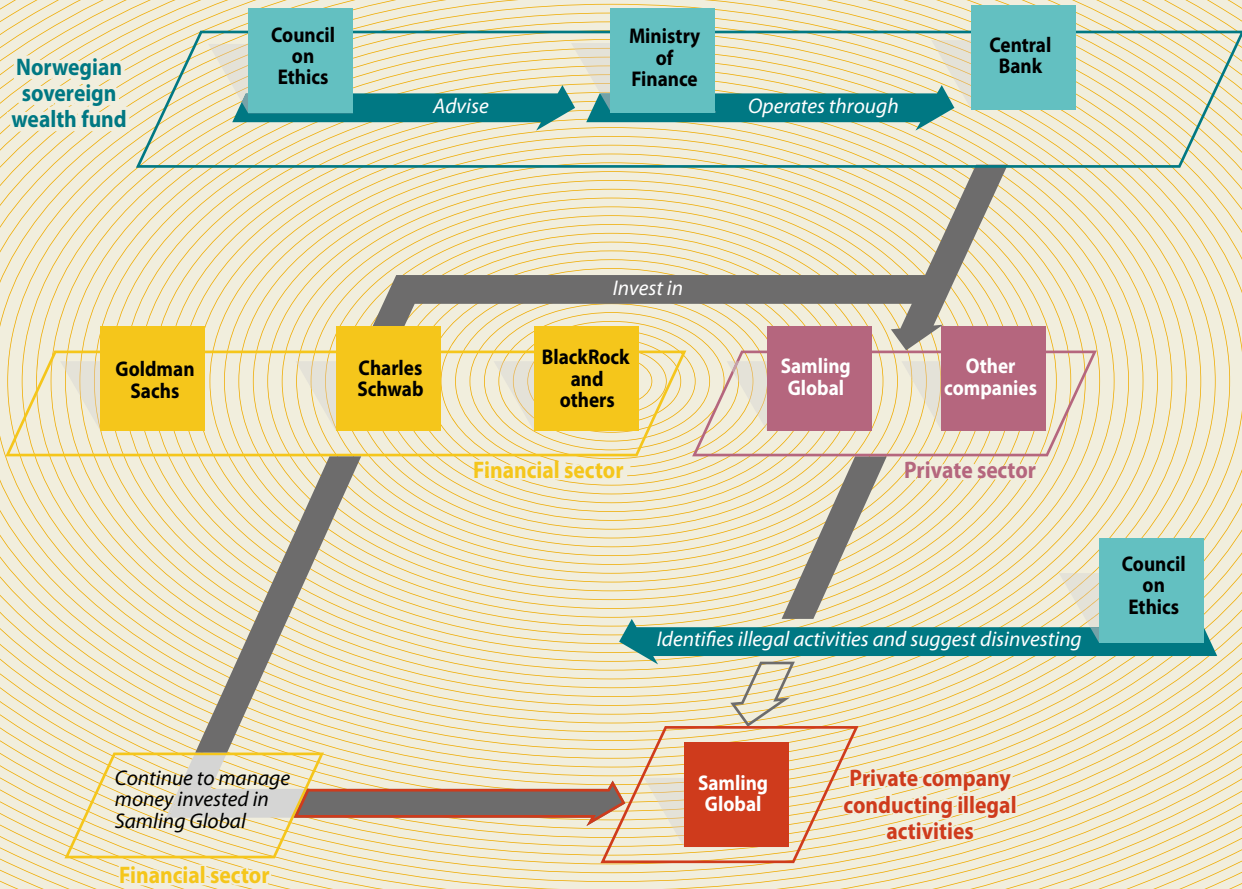 Norwegian
sovereign
wealth fund
Council
on
Ethics
Advise
Ministry
of
Finance
Operates through
Central
Bank
Invest in
Goldman
Sachs
Charles
Schwab
BlackRock
and
others
Financial sector
Samling
Global
Other
companies
Private sector
Council
on
Ethics
Identifies illegal activities and suggest disinvesting
Continue to manage
money invested in
Samling Global
Financial sector
Samling
Global
Private company
conducting illegal
activities